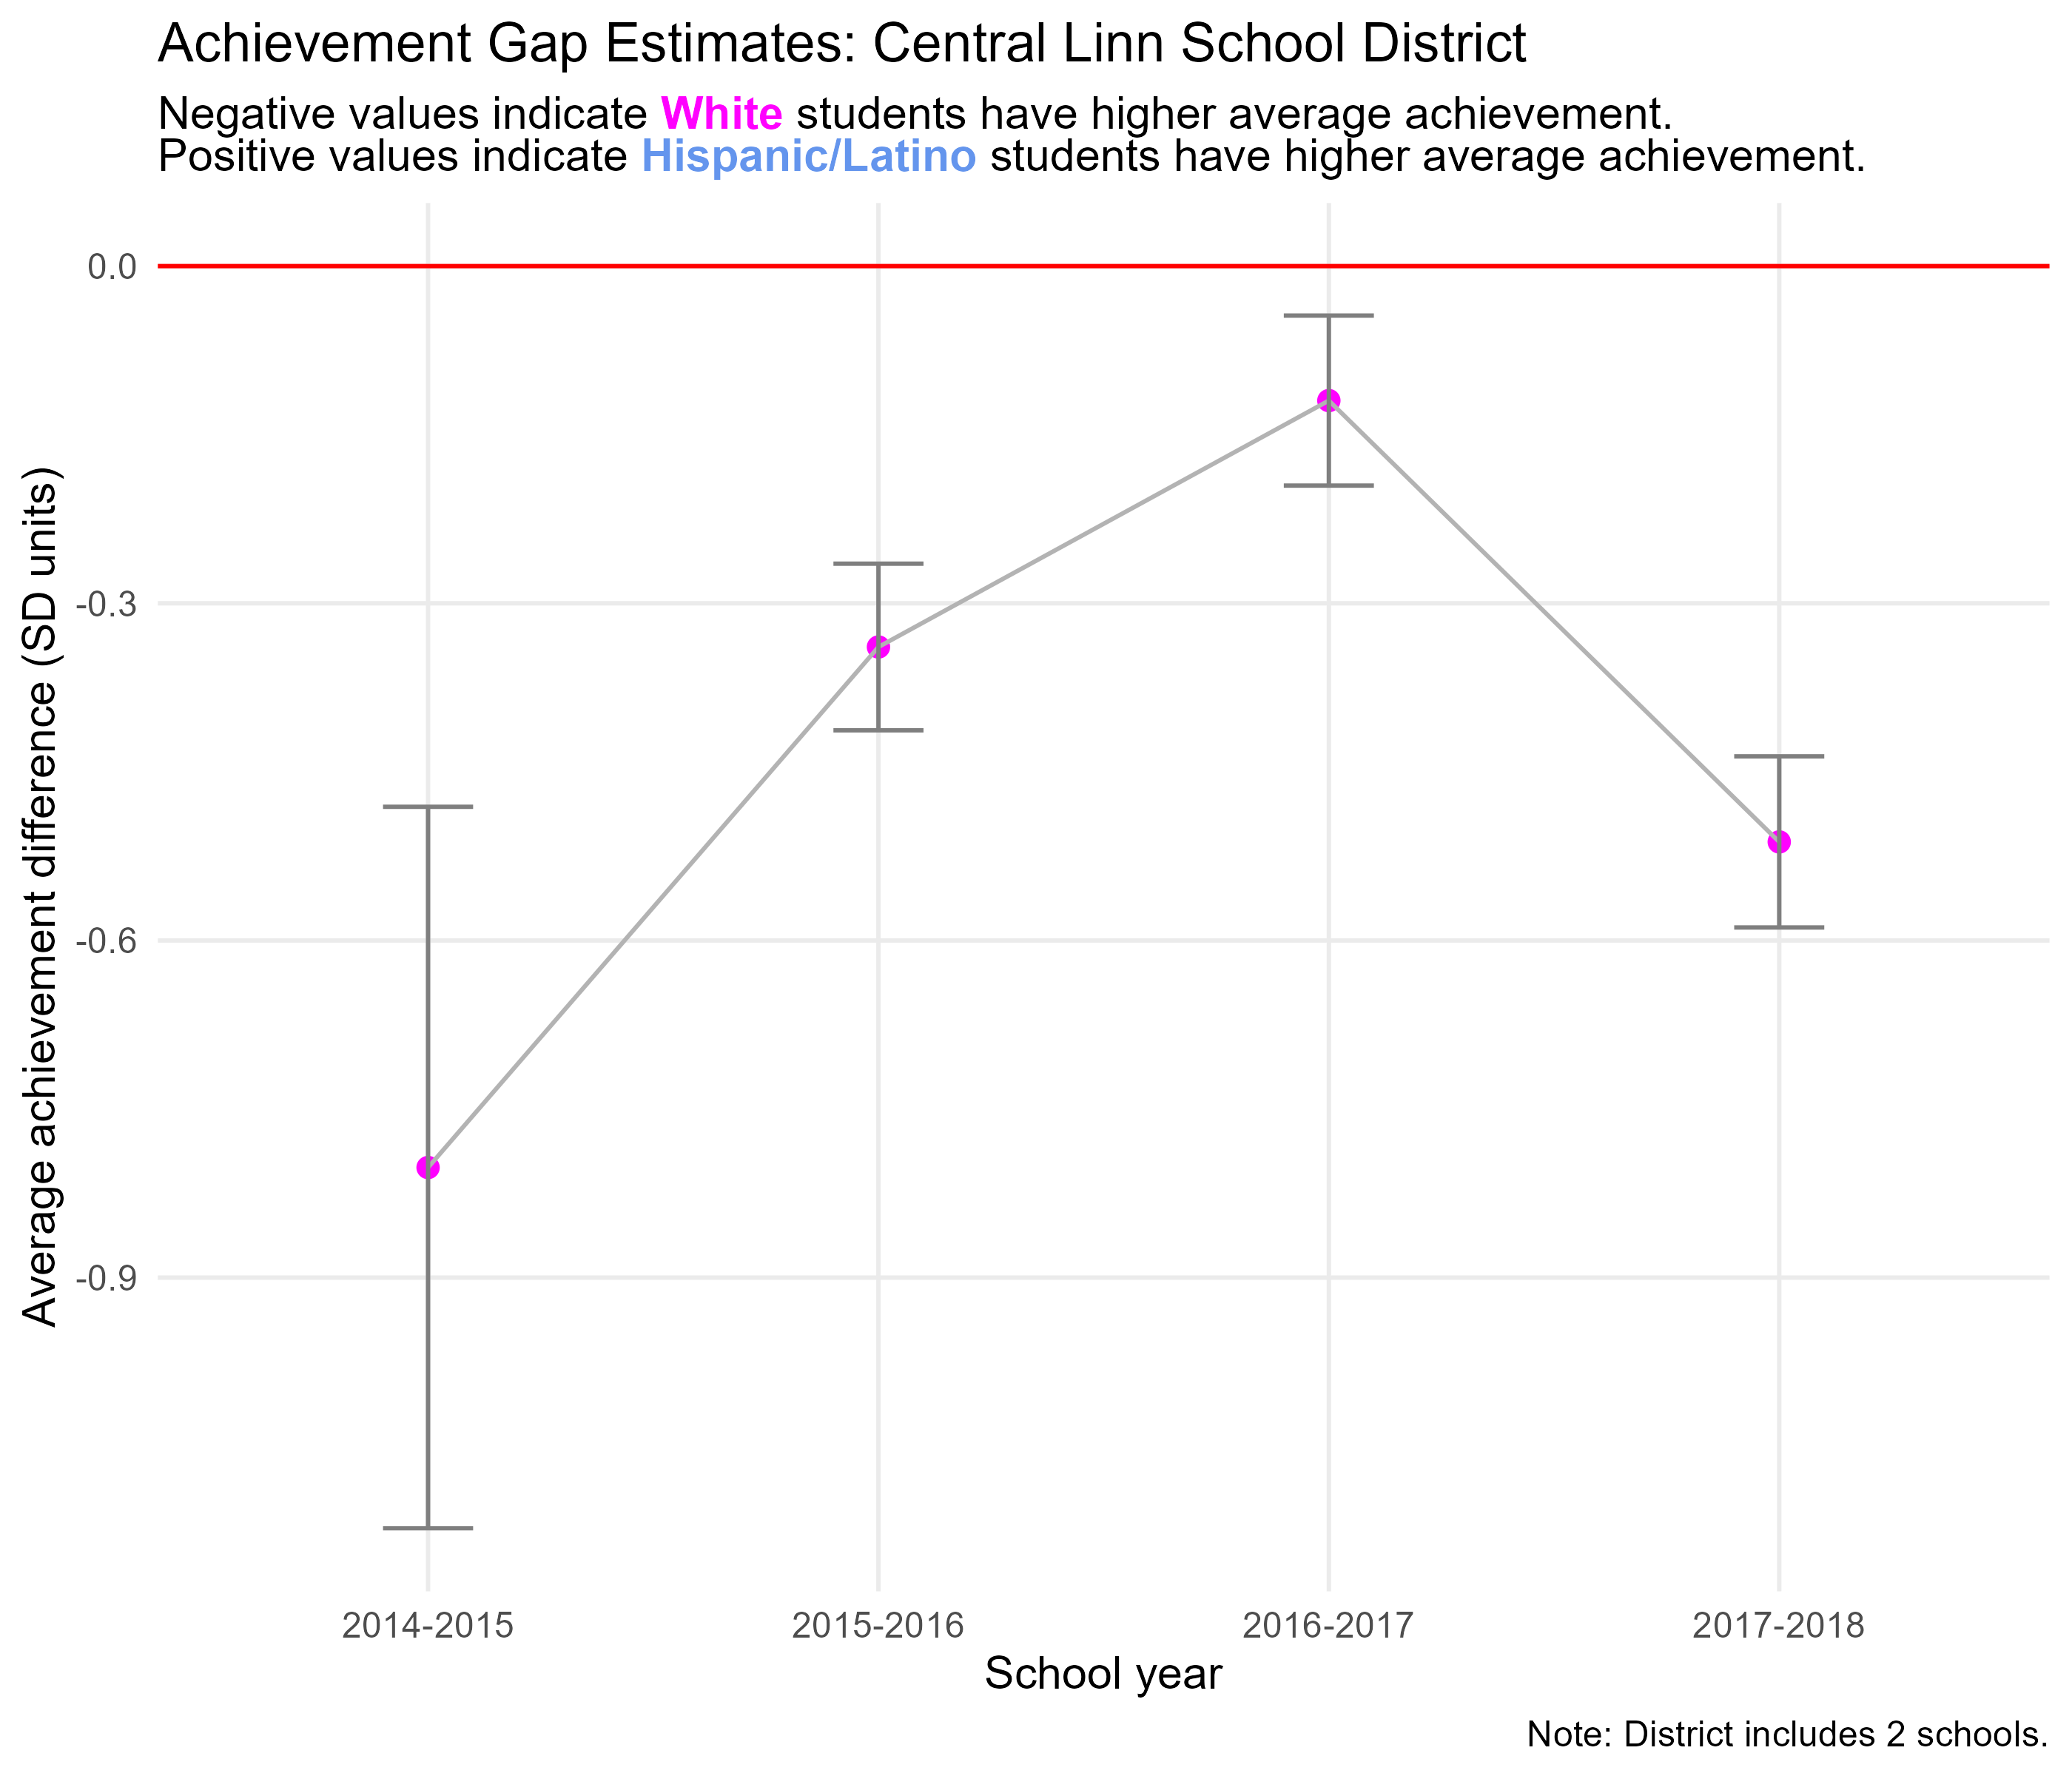 Achievement Gap Estimates: Central Linn School District
Negative values indicate White students have higher average achievement.
Positive values indicate Hispanic/Latino students have higher average achievement.
Average achievement difference (SD units)
0.0
-0.3
-0.6
-0.9
2014-2015 2015-2016 2016-2017 2017-2018
School year
Note: District includes 2 schools.